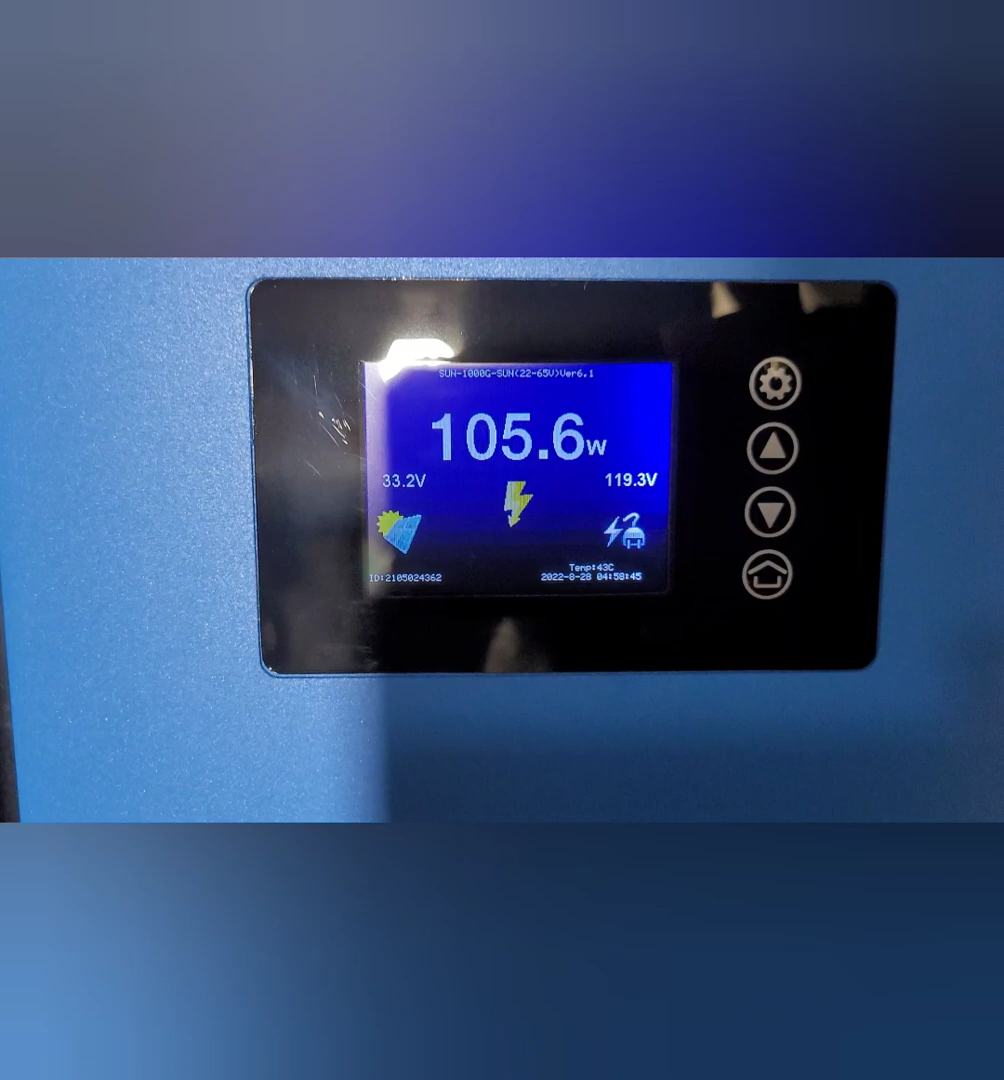 SUN-1000G-SUN(22-65V)Ver6.1
105.6W
33.2V
119.3V
Temp:43C
ID:2105024362
2022-8-28 04:58:45